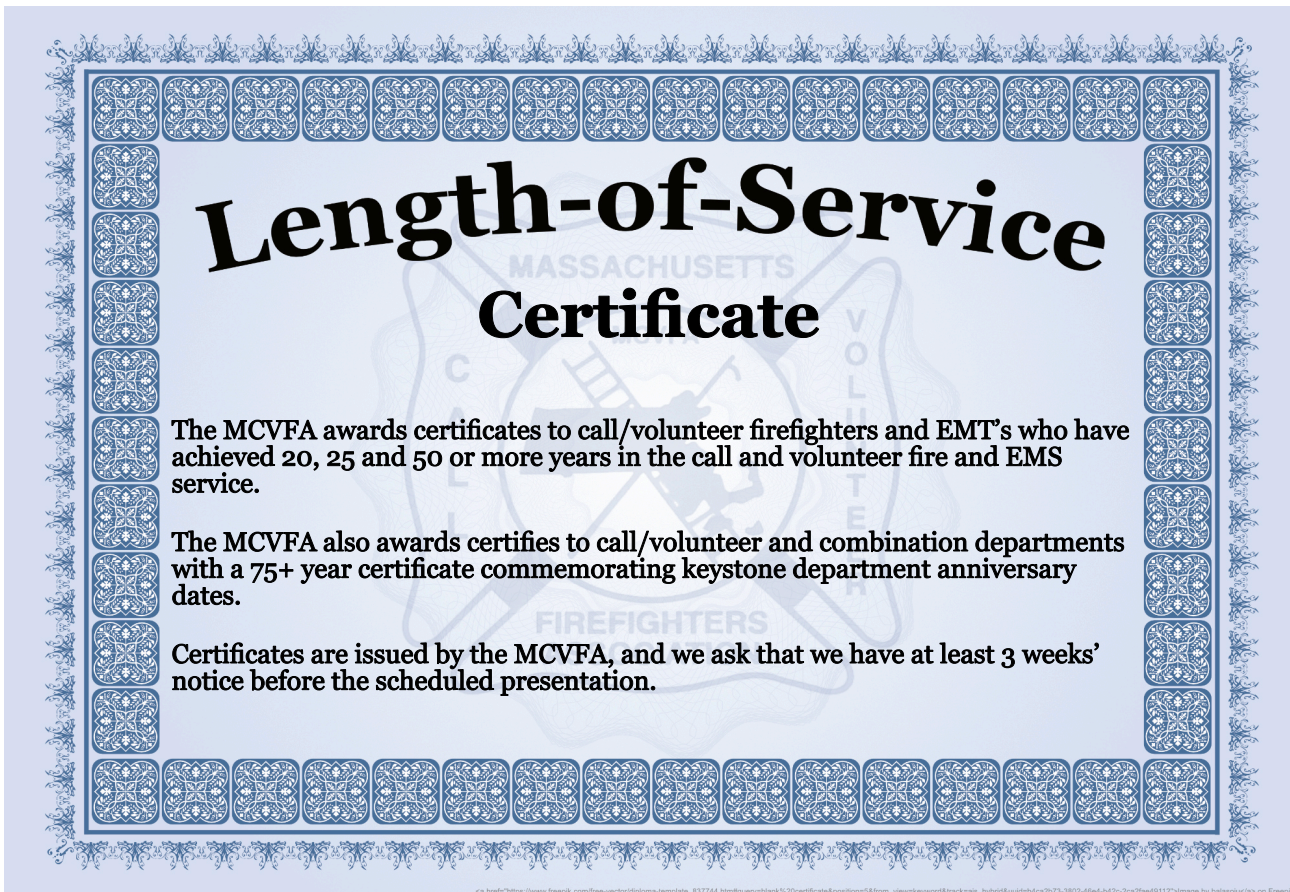 Length-of-Service
MASSACHUSETTS
Certificate
MCVFA
CALL
VOLUNTEER
The MCVFA awards certificates to call/volunteer firefighters and EMT’s who have
achieved 20, 25 and 50 or more years in the call and volunteer fire and EMS
service.
The MCVFA also awards certifies to call/volunteer and combination departments
with a 75+ year certificate commemorating keystone department anniversary
dates.
FIREFIGHTERS
ASSOCIATION
Certificates are issued by the MCVFA, and we ask that we have at least 3 weeks’
notice before the scheduled presentation.